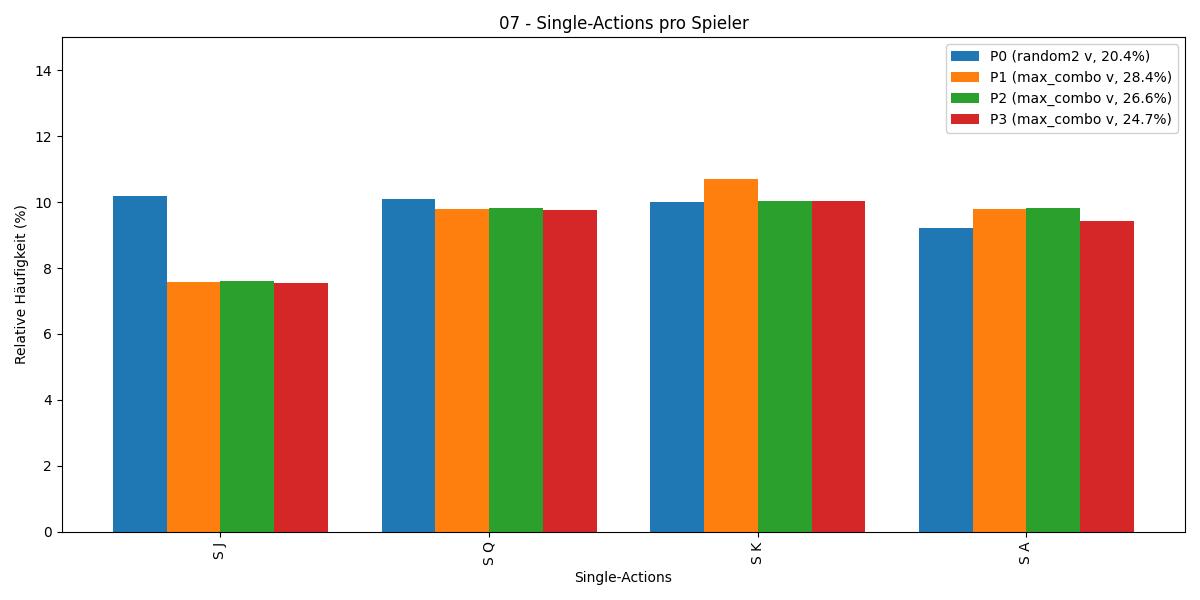 07 - Single-Actions pro Spieler
P0 (random2 v, 20.4%)
P1 (max_combo v, 28.4%)
P2 (max_combo v, 26.6%)
P3 (max_combo v, 24.7%)
Relative Häufigkeit (%)
14
12
10
8
6
4
2
0
S J
S Q
S K
S A
Single-Actions